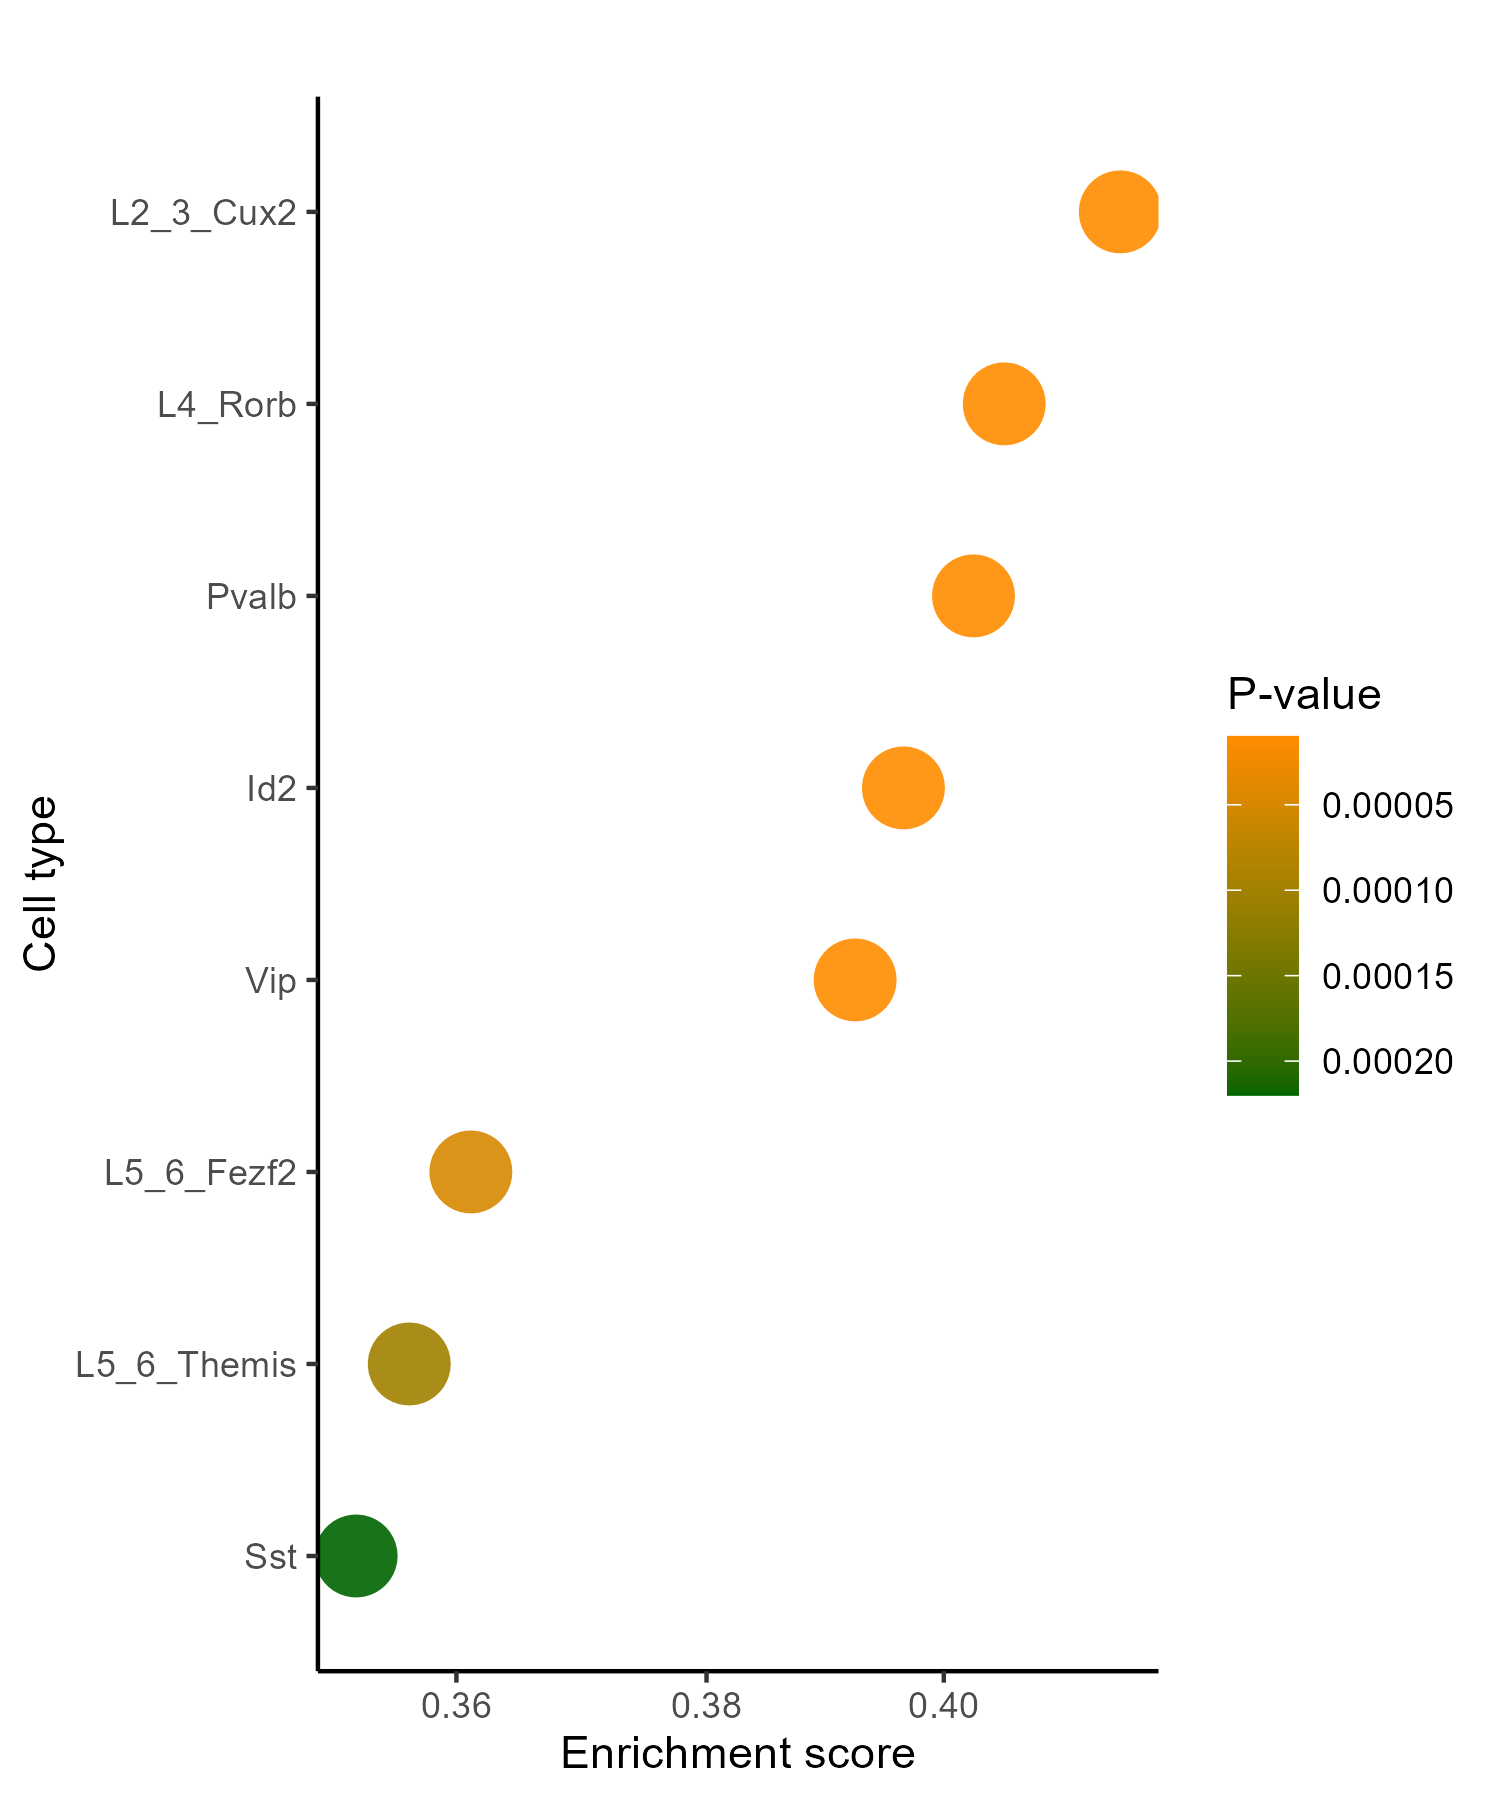 L2_3_Cux2
L4_Rorb
Pvalb
Id2
Vip
L5_6_Fezf2
L5_6_Themis
Sst
Cell type
0.36 0.38 0.40
Enrichment score
P-value
0.00005
0.00010
0.00015
0.00020